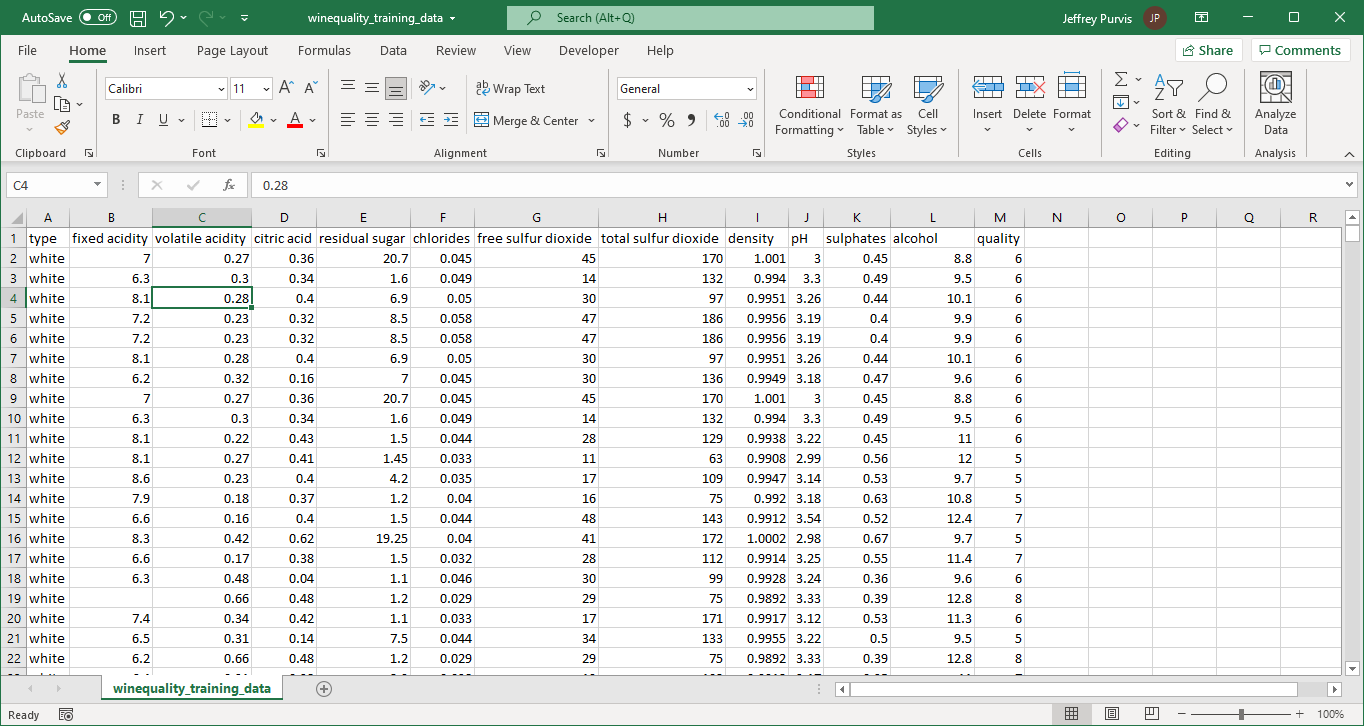 AutoSave Off winequality_training_data Search (Alt+Q) Jeffrey Purvis JP
File Home Insert Page Layout Formulas Data Review View Developer Help Share Comments
Calibri 11 ab Wrap Text General
Paste B I U A Merge & Center $ % Conditional Formatting Format as Table Cell Styles Insert Delete Format Sort & Filter Find & Select Analyze Data
Clipboard Font Alignment Number Styles Cells Editing Analysis
C4 fx 0.28
A B C D E F G H I J K L M N O P Q R
1 type fixed acidity volatile acidity citric acid residual sugar chlorides free sulfur dioxide total sulfur dioxide density pH sulphates alcohol quality
2 white 7 0.27 0.36 20.7 0.045 45 170 1.001 3 0.45 8.8 6
3 white 6.3 0.3 0.34 1.6 0.049 14 132 0.994 3.3 0.49 9.5 6
4 white 8.1 0.28 0.4 6.9 0.05 30 97 0.9951 3.26 0.44 10.1 6
5 white 7.2 0.23 0.32 8.5 0.058 47 186 0.9956 3.19 0.4 9.9 6
6 white 7.2 0.23 0.32 8.5 0.058 47 186 0.9956 3.19 0.4 9.9 6
7 white 8.1 0.28 0.4 6.9 0.05 30 97 0.9951 3.26 0.44 10.1 6
8 white 6.2 0.32 0.16 7 0.045 30 136 0.9949 3.18 0.47 9.6 6
9 white 7 0.27 0.36 20.7 0.045 45 170 1.001 3 0.45 8.8 6
10 white 6.3 0.3 0.34 1.6 0.049 14 132 0.994 3.3 0.49 9.5 6
11 white 8.1 0.22 0.43 1.5 0.044 28 129 0.9938 3.22 0.45 11 6
12 white 8.1 0.27 0.41 1.45 0.033 11 63 0.9908 2.99 0.56 12 5
13 white 8.6 0.23 0.4 4.2 0.035 17 109 0.9947 3.14 0.53 9.7 5
14 white 7.9 0.18 0.37 1.2 0.04 16 75 0.992 3.18 0.63 10.8 5
15 white 6.6 0.16 0.4 1.5 0.044 48 143 0.9912 3.54 0.52 12.4 7
16 white 8.3 0.42 0.62 19.25 0.04 41 172 1.0002 2.98 0.67 9.7 5
17 white 6.6 0.17 0.38 1.5 0.032 28 112 0.9914 3.25 0.55 11.4 7
18 white 6.3 0.48 0.04 1.1 0.046 30 99 0.9928 3.24 0.36 9.6 6
19 white 0.66 0.48 1.2 0.029 29 75 0.9892 3.33 0.39 12.8 8
20 white 7.4 0.34 0.42 1.1 0.033 17 171 0.9917 3.12 0.53 11.3 6
21 white 6.5 0.31 0.14 7.5 0.044 34 133 0.9955 3.22 0.5 9.5 5
22 white 6.2 0.66 0.48 1.2 0.029 29 75 0.9892 3.33 0.39 12.8 8
winequality_training_data
Ready 100%